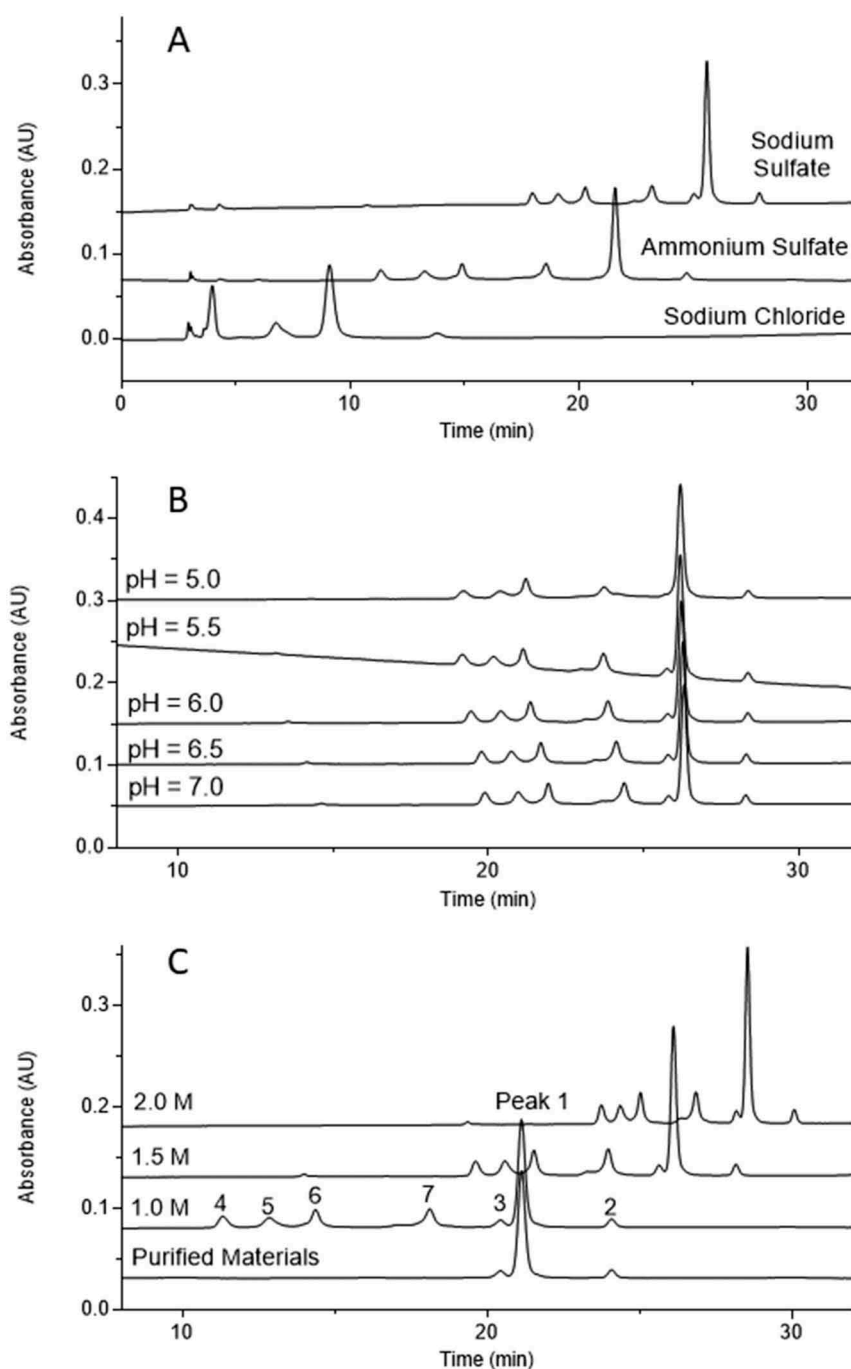 A
Absorbance (AU)
0.3
0.2
0.1
0.0
Sodium
Sulfate
Ammonium Sulfate
Sodium Chloride
0 10 20 30
Time (min)
B
Absorbance (AU)
0.4
0.3
0.2
0.1
0.0
pH = 5.0
pH = 5.5
pH = 6.0
pH = 6.5
pH = 7.0
10 20 30
Time (min)
C
Absorbance (AU)
0.3
0.2
0.1
0.0
2.0 M
Peak 1
1.5 M
1.0 M 4 5 6 7 3 2
Purified Materials
10 20 30
Time (min)